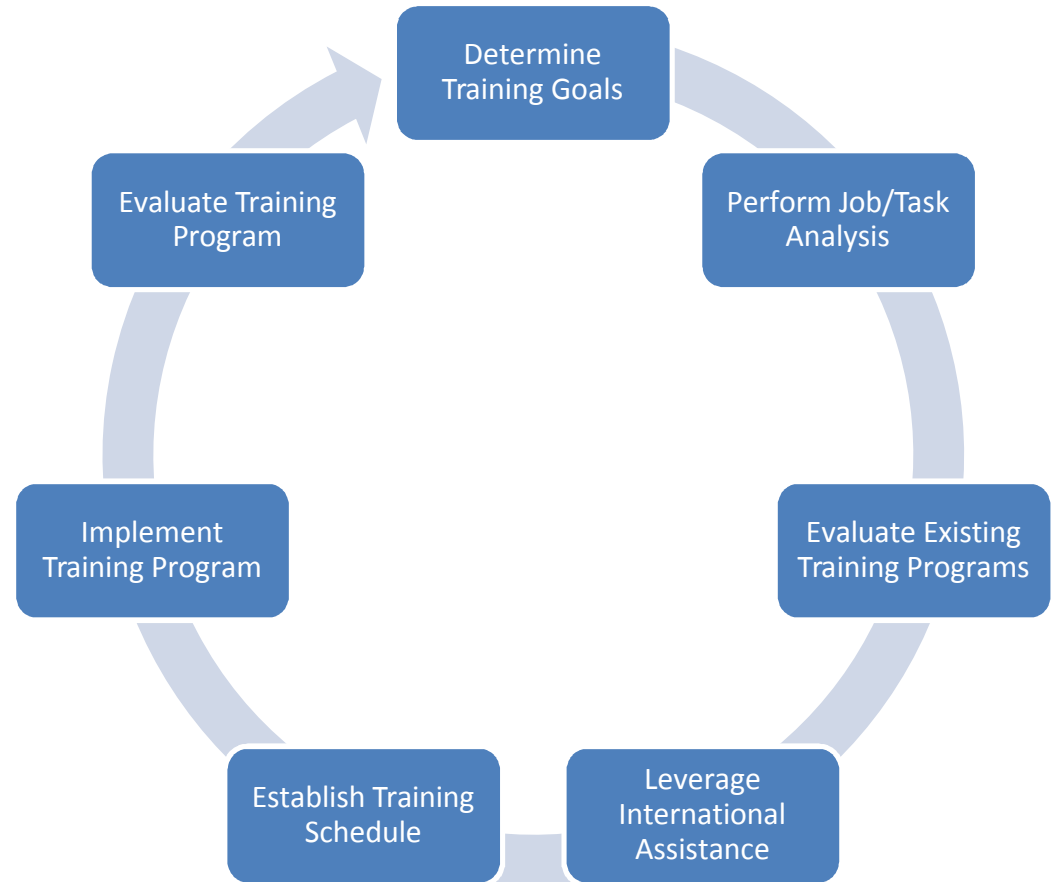 Determine
Training Goals
Perform Job/Task
Analysis
Evaluate Existing
Training Programs
Leverage
International
Assistance
Establish Training
Schedule
Implement
Training Program
Evaluate Training
Program